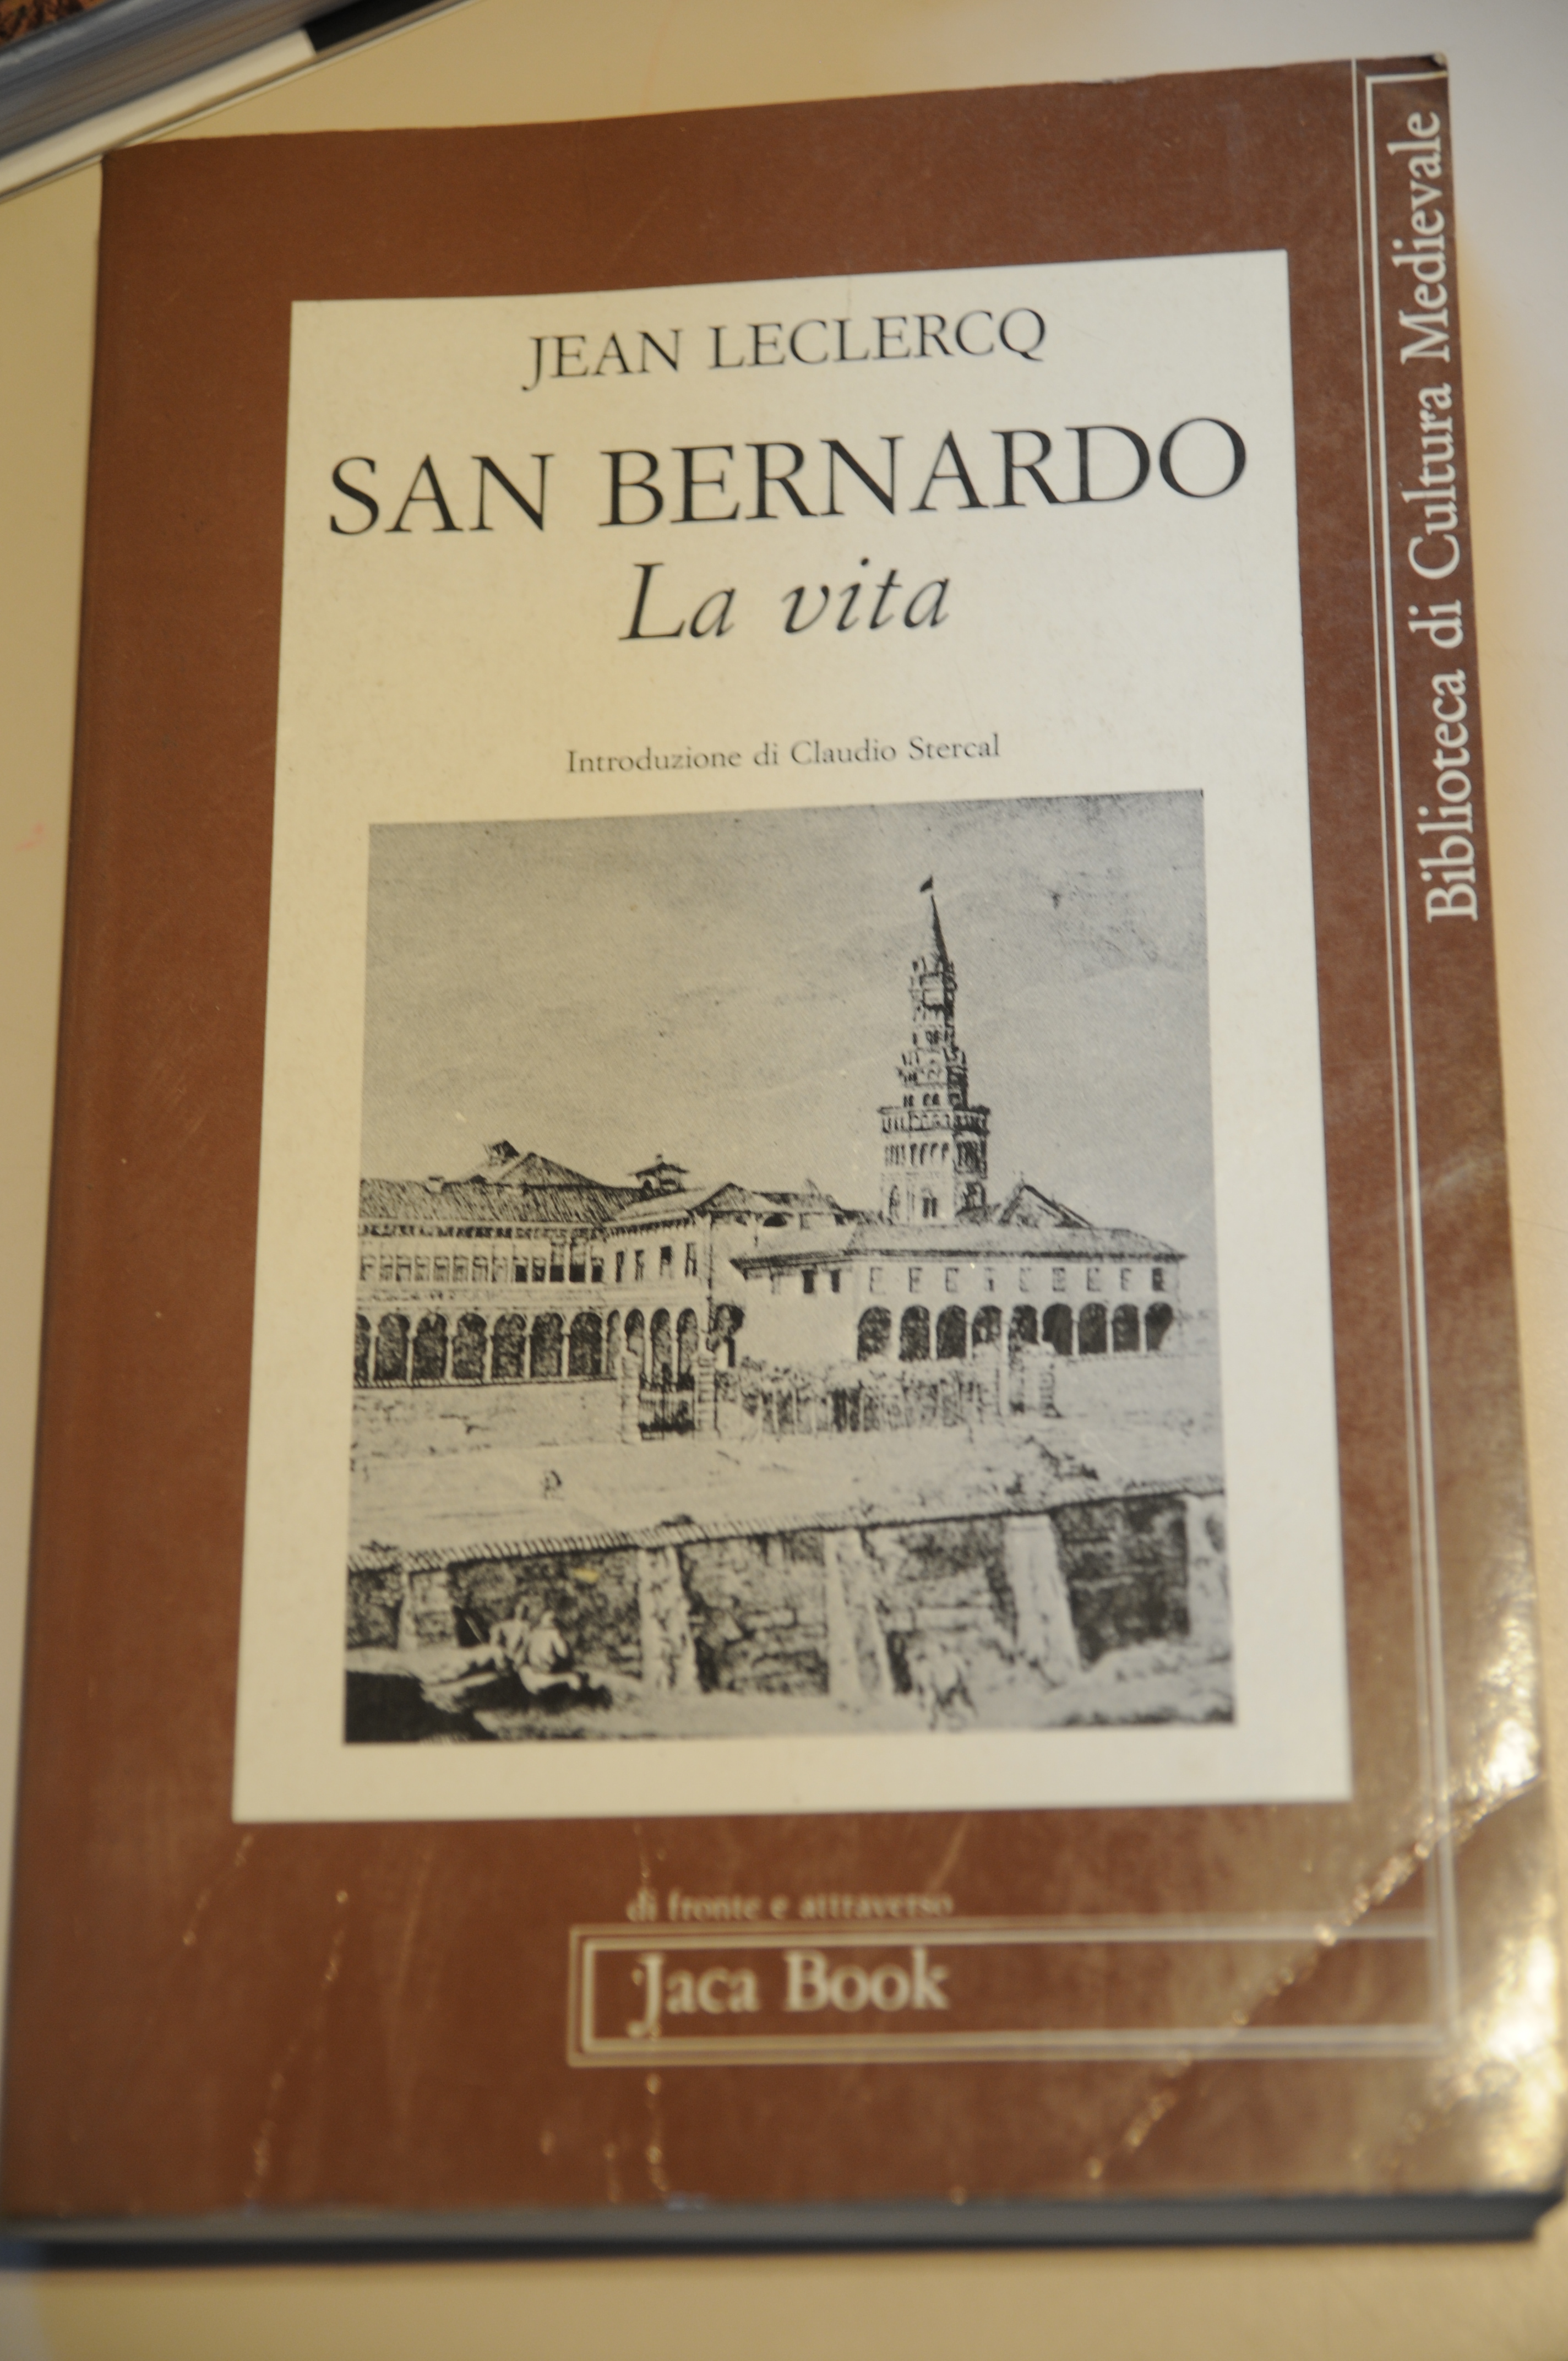 JEAN LECLERCQ
SAN BERNARDO
La vita
Introduzione di Claudio Stercal
di fronte e attraverso
Jaca Book
Biblioteca di Cultura Medievale